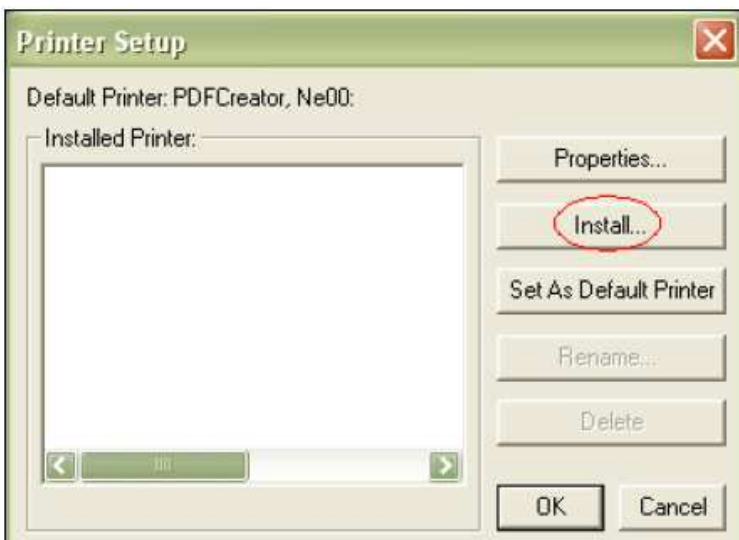 Printer Setup
Default Printer: PDFCreator, Ne00:
Installed Printer:
Properties...
Install...
Set As Default Printer
Rename...
Delete
OK
Cancel